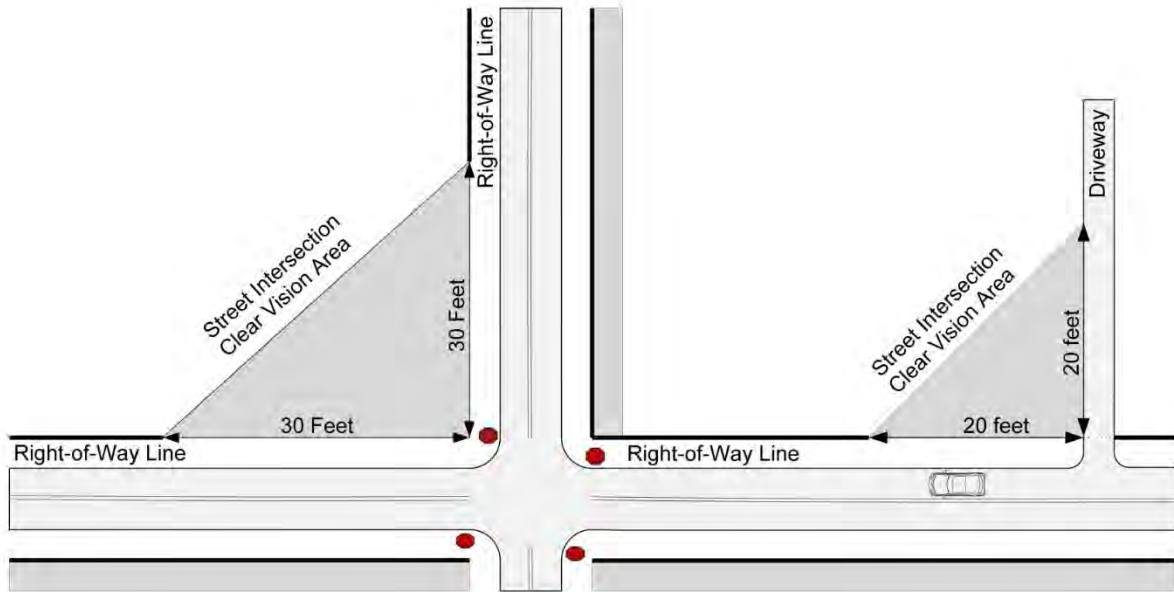 Right-of-Way Line
Driveway
Street Intersection
Clear Vision Area
30 Feet
30 Feet
Right-of-Way Line
Street Intersection
Clear Vision Area
20 feet
20 feet
Right-of-Way Line